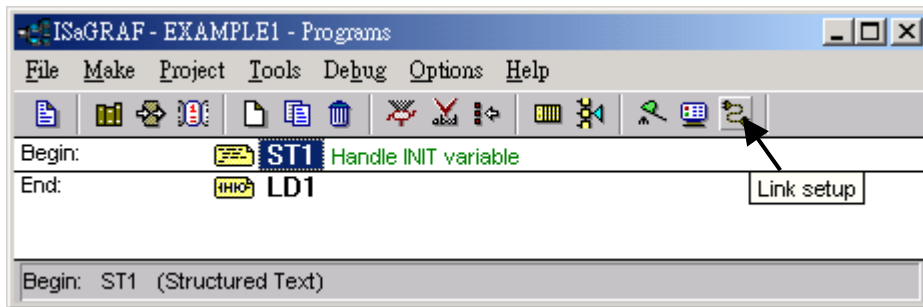 ISaGRAF - EXAMPLE1 - Programs
File Make Project Tools Debug Options Help
Begin: ST1 Handle INIT variable
End: LD1
Link setup
Begin: ST1 (Structured Text)